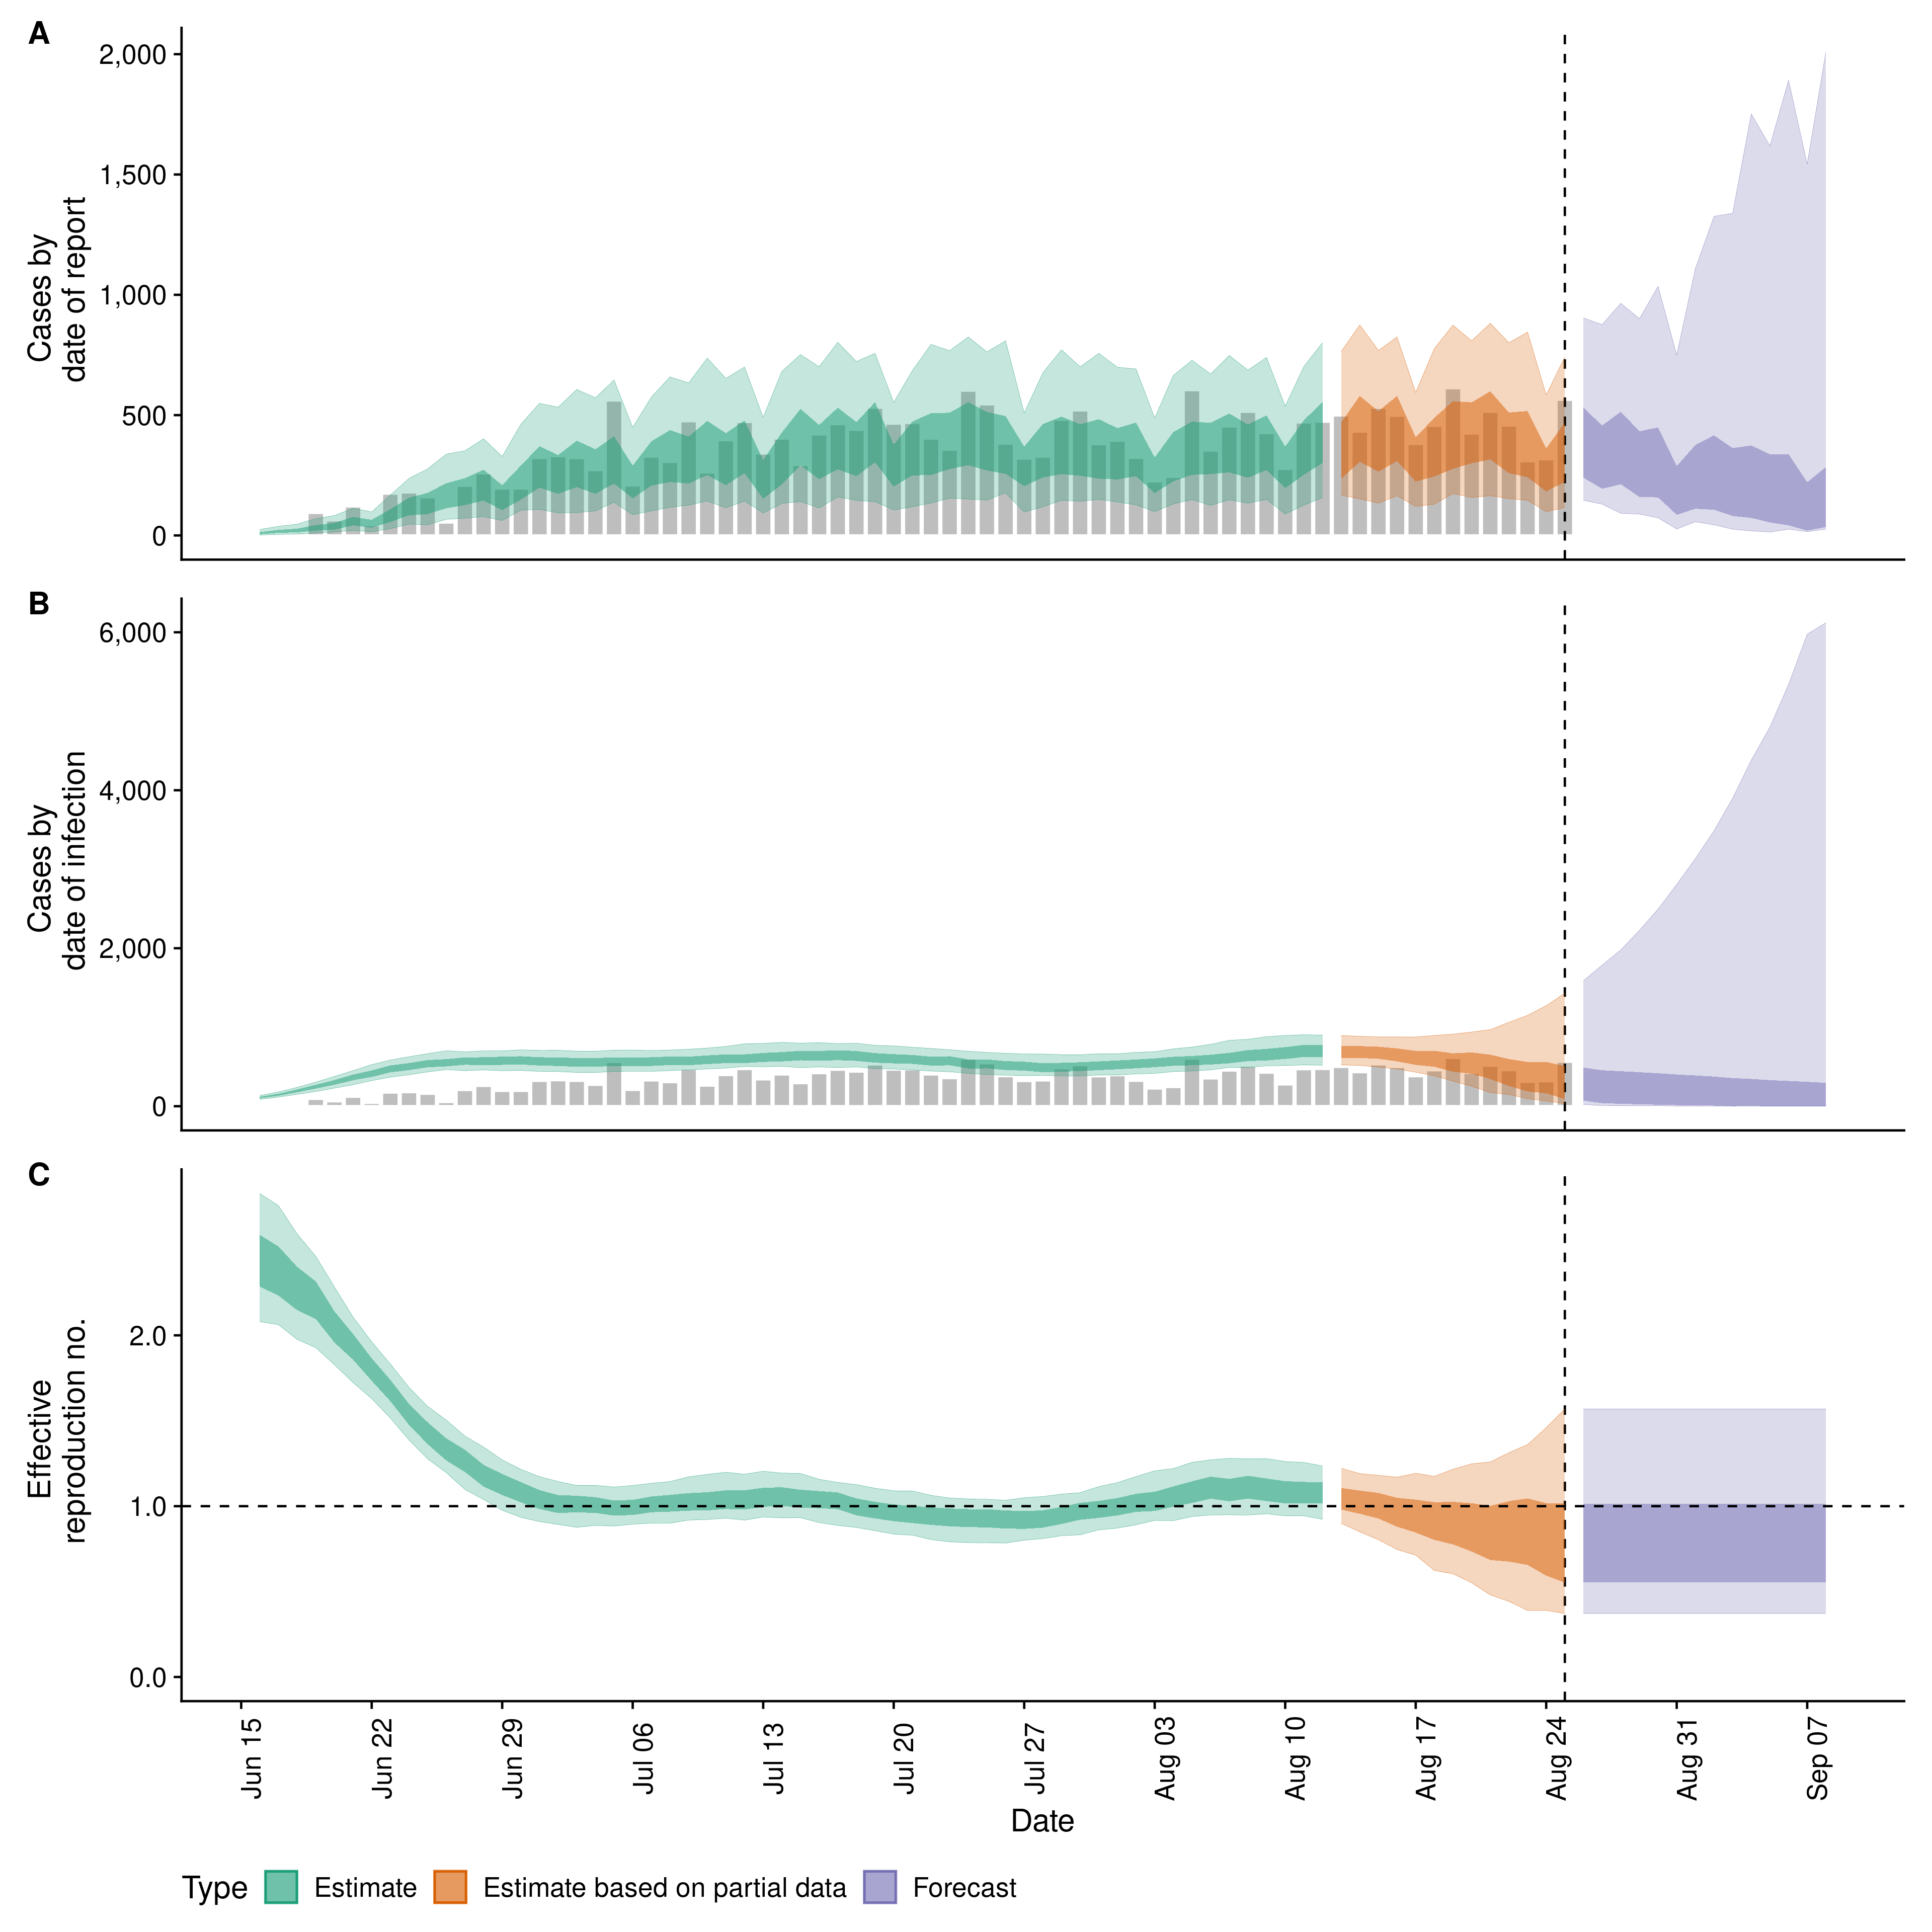 A
2,000
1,500
1,000
500
0
Cases by
date of report
B
6,000
4,000
2,000
0
Cases by
date of infection
C
2.0
1.0
0.0
Effective
reproduction no.
Jun 15
Jun 22
Jun 29
Jul 06
Jul 13
Jul 20
Jul 27
Aug 03
Aug 10
Aug 17
Aug 24
Aug 31
Sep 07
Date
Type Estimate Estimate based on partial data Forecast